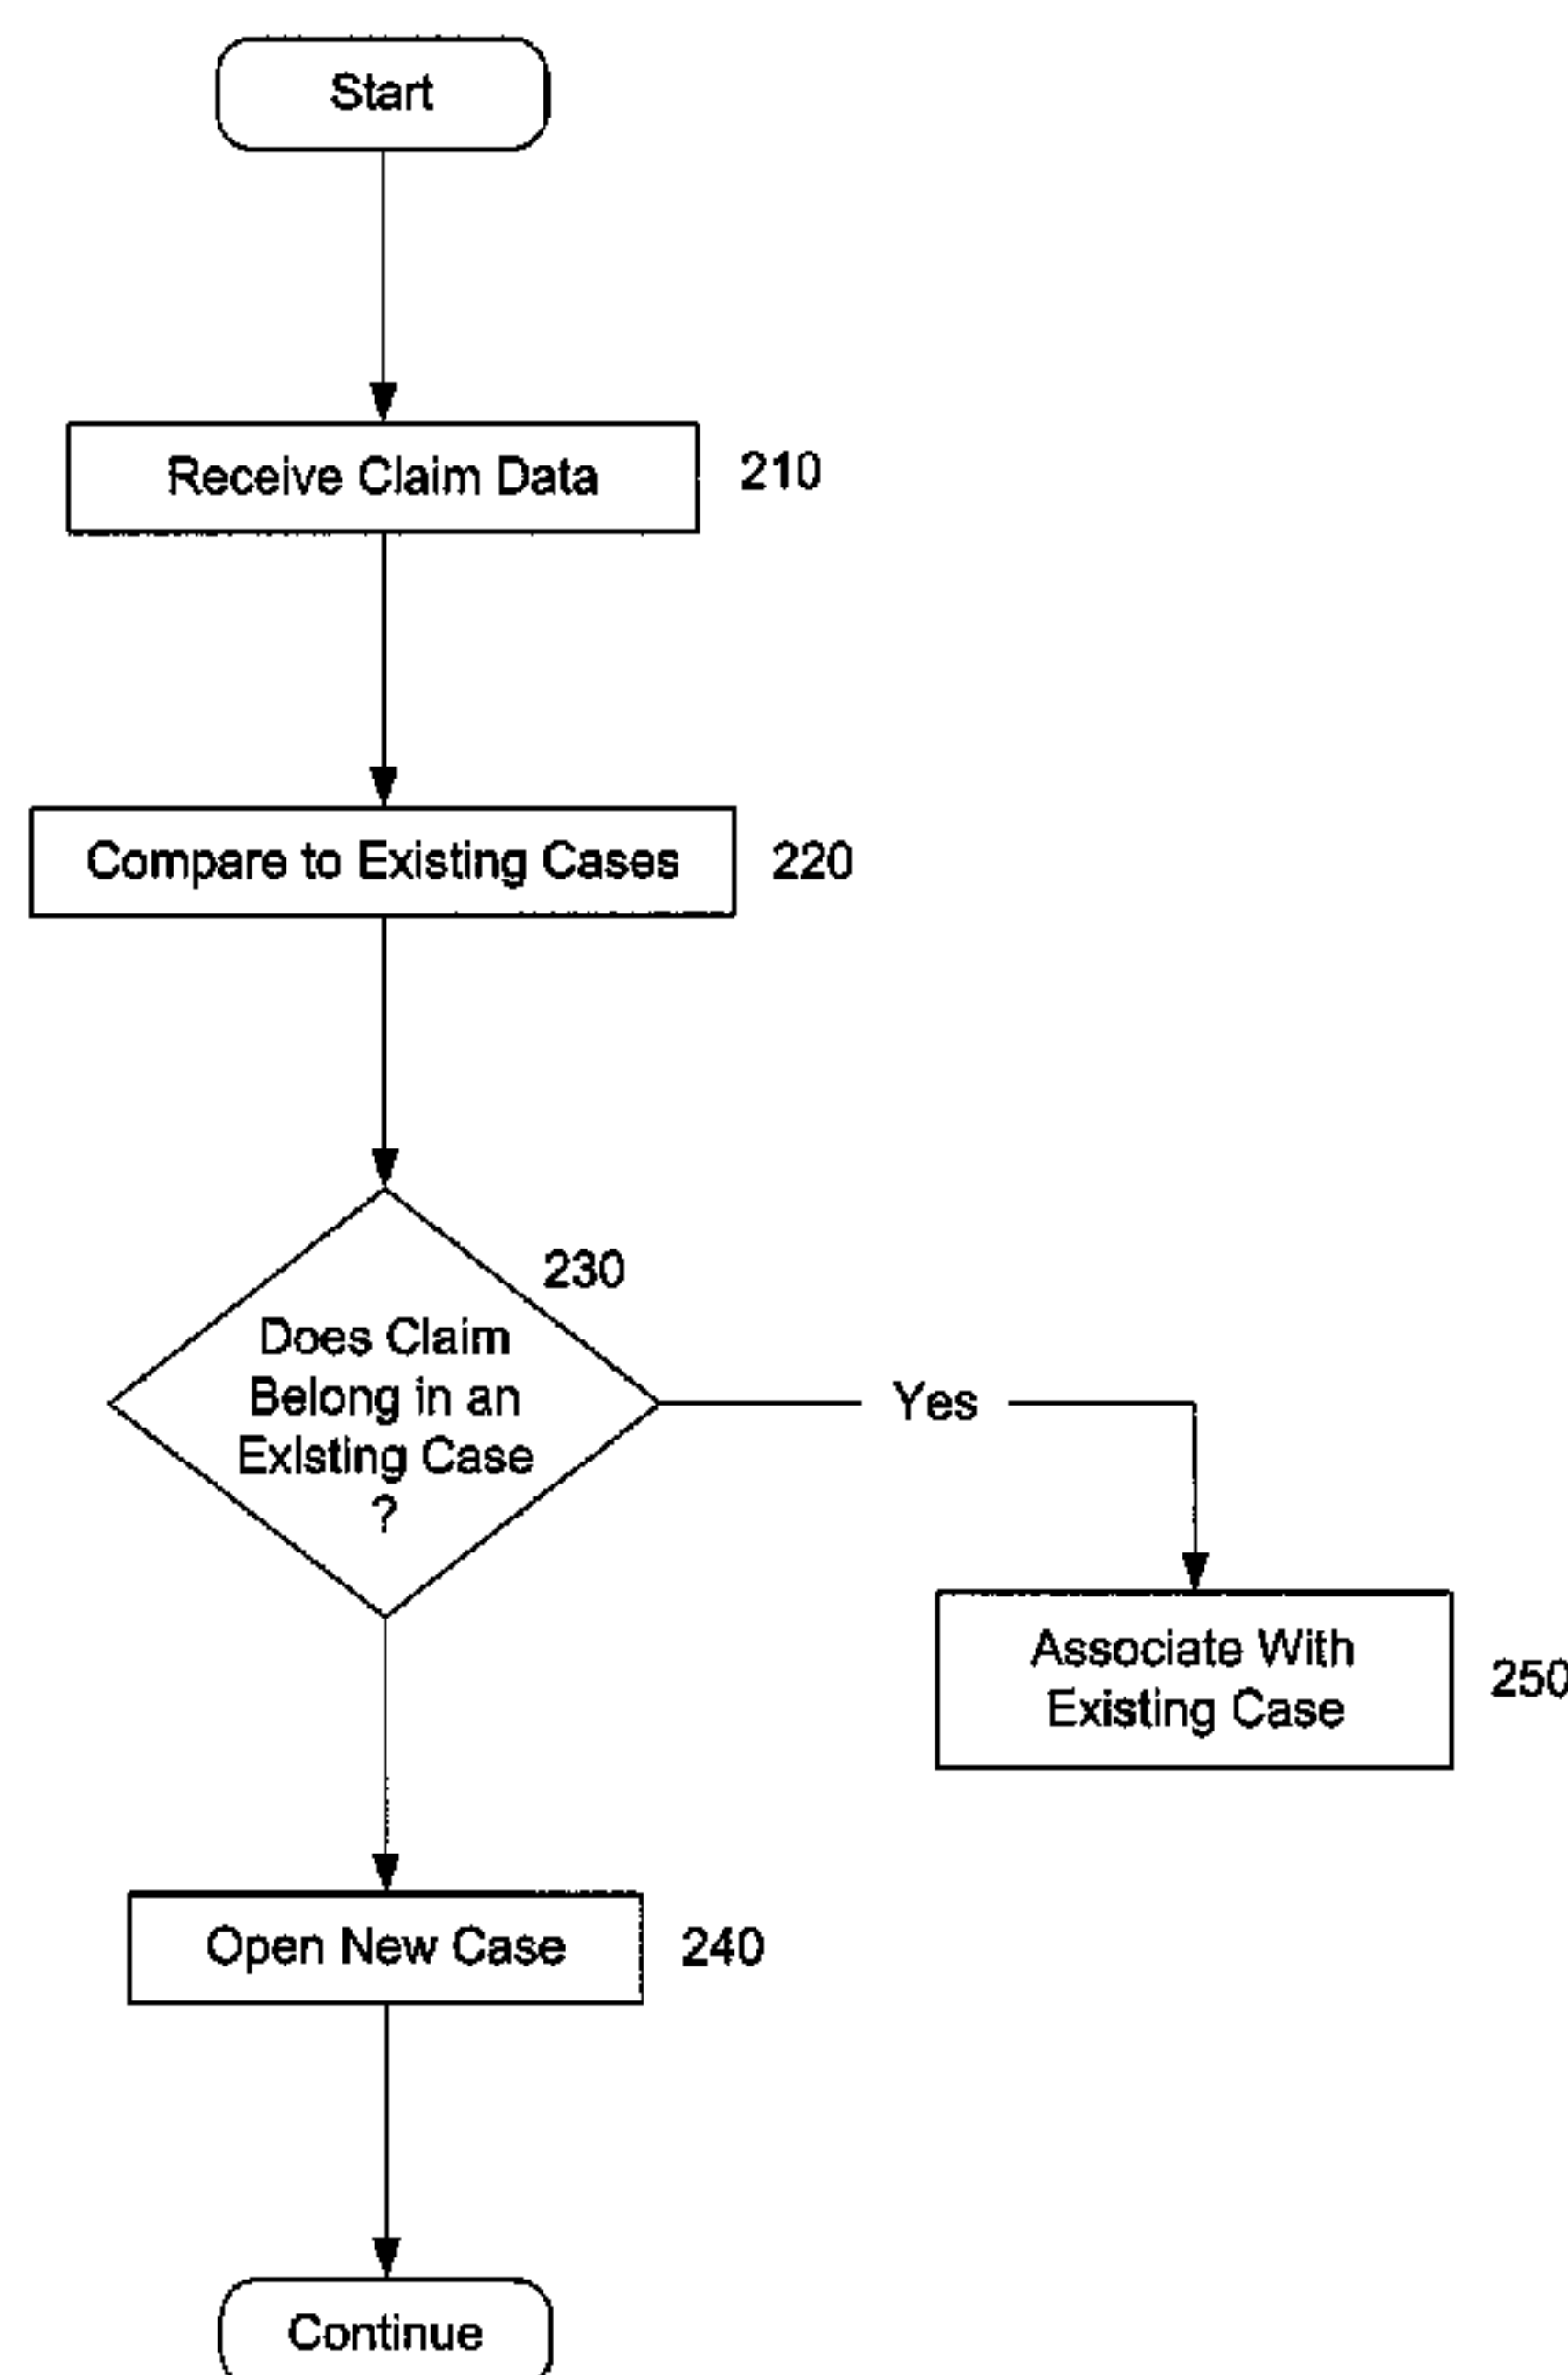 Start
Receive Claim Data
210
Compare to Existing Cases
220
230
Does Claim
Belong in an
Existing Case
?
Yes
Associate With
Existing Case
250
Open New Case
240
Continue